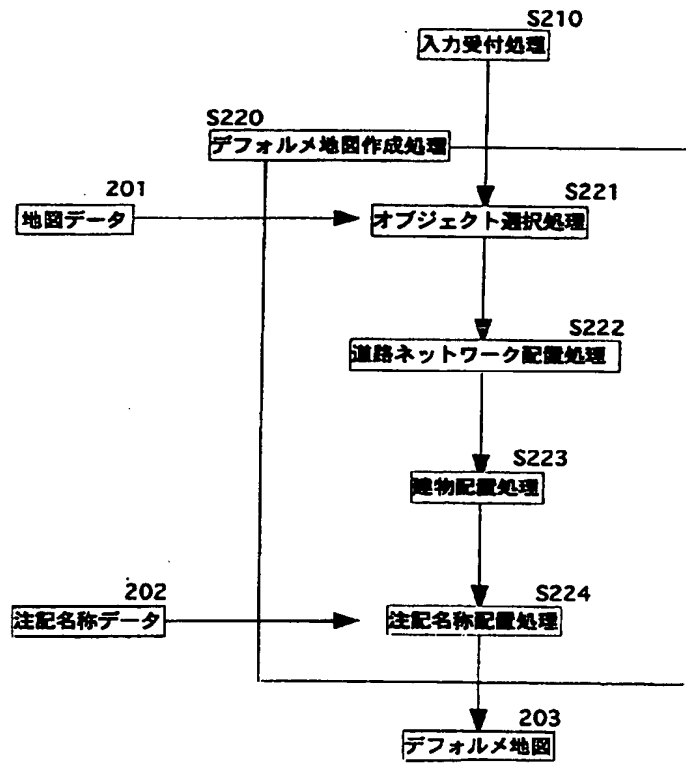 S210
入力受付処理
S220
デフォルメ地図作成処理
201
地図データ
S221
オブジェクト選択処理
S222
道路ネットワーク配置処理
S223
建物配置処理
202
注記名称データ
S224
注記名称配置処理
203
デフォルメ地図